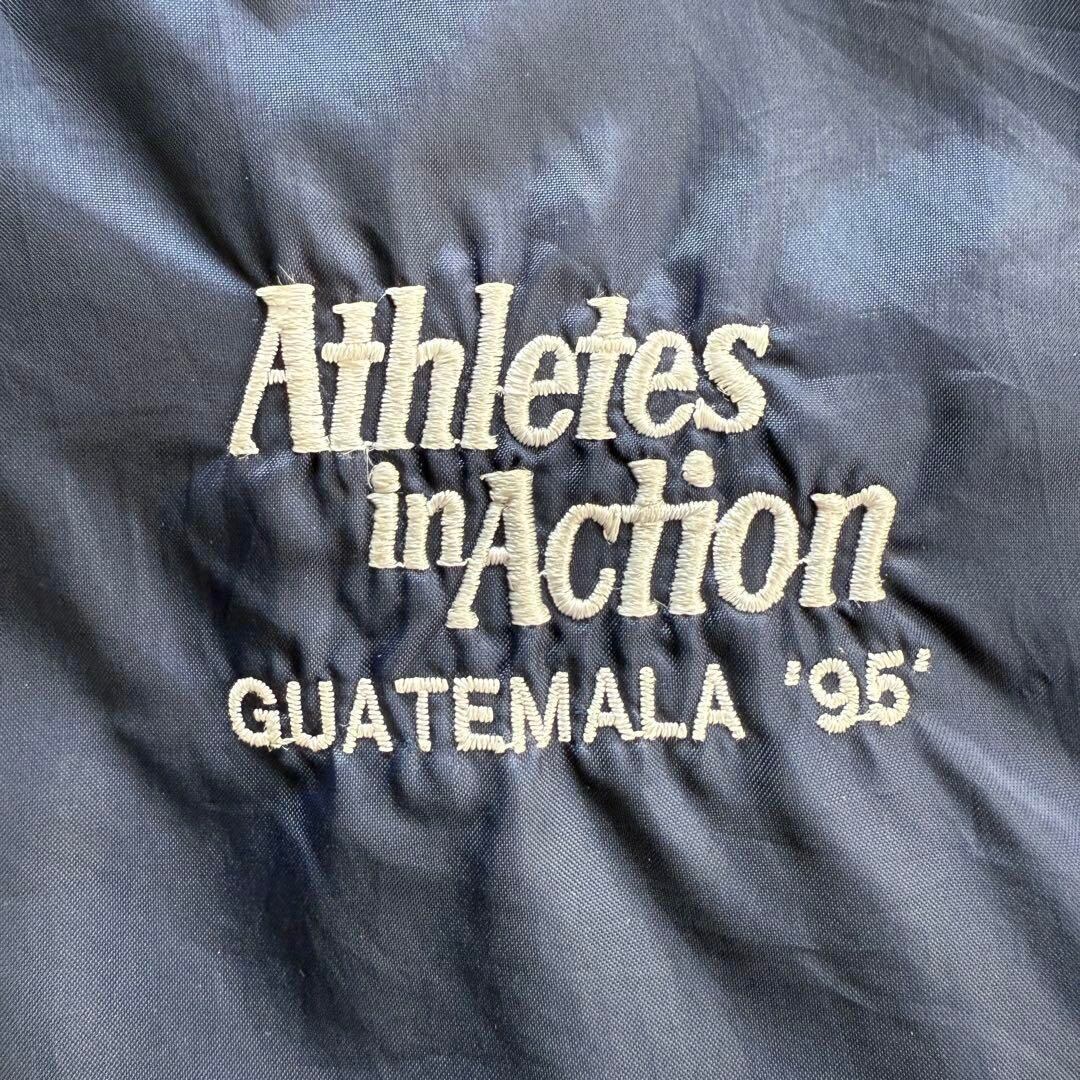 Athletes
in Action
GUATEMALA '95'